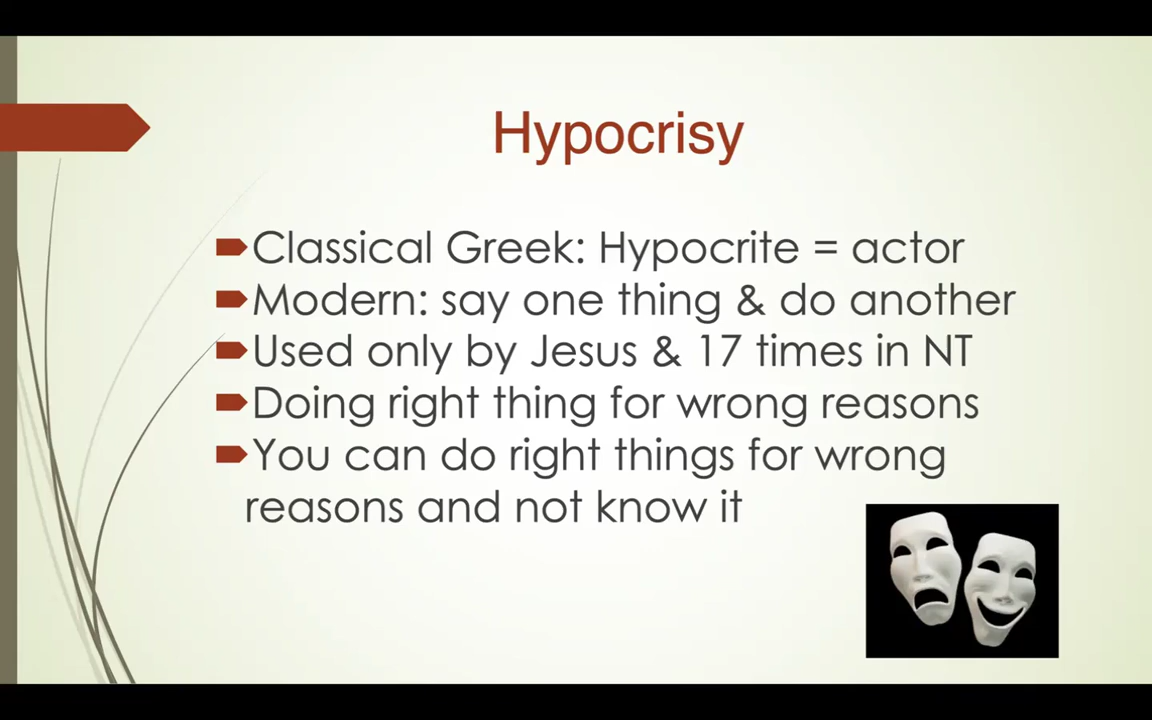 Hypocrisy
Classical Greek: Hypocrite = actor
Modern: say one thing & do another
Used only by Jesus & 17 times in NT
Doing right thing for wrong reasons
You can do right things for wrong
reasons and not know it